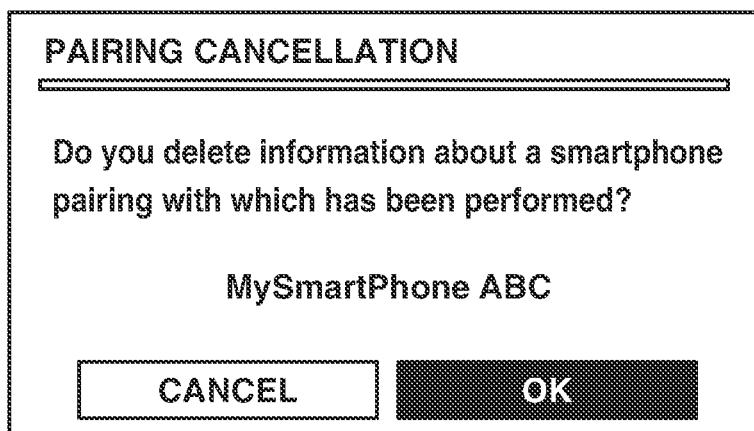 PAIRING CANCELLATION
Do you delete information about a smartphone
pairing with which has been performed?
MySmartPhone ABC
CANCEL
OK